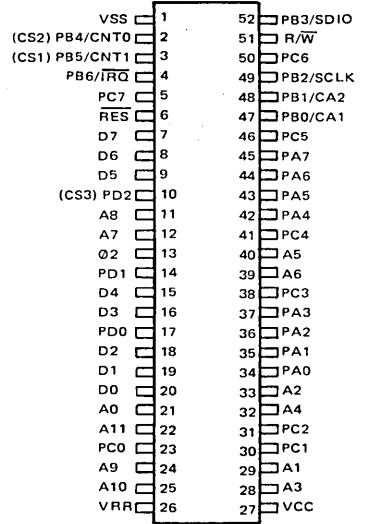 VSS 1 52 PB3/SDIO
(CS2) PB4/CNT0 2 51 R/W̅
(CS1) PB5/CNT1 3 50 PC6
PB6/I̅R̅Q̅ 4 49 PB2/SCLK
PC7 5 48 PB1/CA2
R̅E̅S̅ 6 47 PB0/CA1
D7 7 46 PC5
D6 8 45 PA7
D5 9 44 PA6
(CS3) PD2 10 43 PA5
A8 11 42 PA4
A7 12 41 PC4
Ø2 13 40 A5
PD1 14 39 A6
D4 15 38 PC3
D3 16 37 PA3
PD0 17 36 PA2
D2 18 35 PA1
D1 19 34 PA0
D0 20 33 A2
A0 21 32 A4
A11 22 31 PC2
PC0 23 30 PC1
A9 24 29 A1
A10 25 28 A3
VRR 26 27 VCC